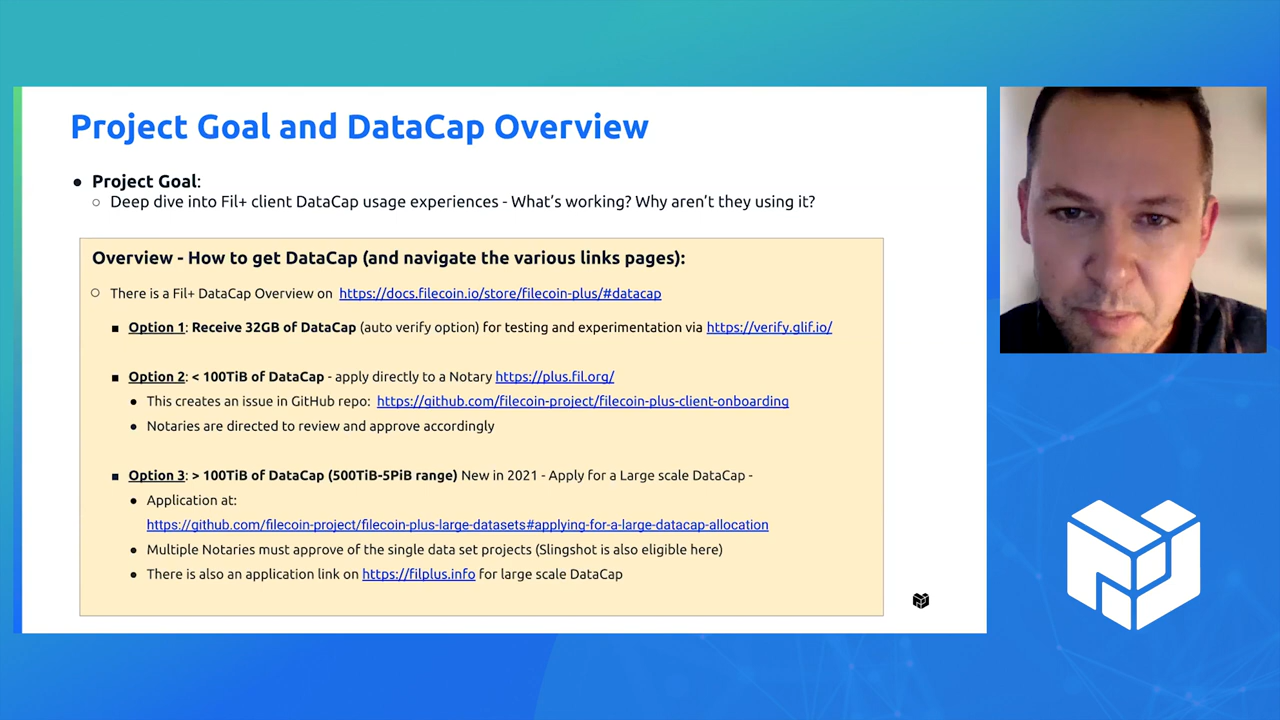 Project Goal and DataCap Overview
● Project Goal:
○ Deep dive into Fil+ client DataCap usage experiences - What's working? Why aren't they using it?
Overview - How to get DataCap (and navigate the various links pages):
○ There is a Fil+ DataCap Overview on https://docs.filecoin.io/store/filecoin-plus/#datacap
■ Option 1: Receive 32GB of DataCap (auto verify option) for testing and experimentation via https://verify.glif.io/
■ Option 2: < 100TiB of DataCap - apply directly to a Notary https://plus.fil.org/
● This creates an issue in GitHub repo: https://github.com/filecoin-project/filecoin-plus-client-onboarding
● Notaries are directed to review and approve accordingly
■ Option 3: > 100TiB of DataCap (500TiB-5PiB range) New in 2021 - Apply for a Large scale DataCap -
● Application at:
https://github.com/filecoin-project/filecoin-plus-large-datasets#applying-for-a-large-datacap-allocation
● Multiple Notaries must approve of the single data set projects (Slingshot is also eligible here)
● There is also an application link on https://filplus.info for large scale DataCap